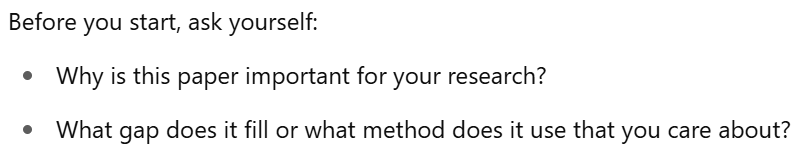 Before you start, ask yourself:
• Why is this paper important for your research?
• What gap does it fill or what method does it use that you care about?